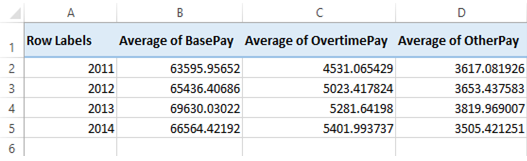 A B C D
1 Row Labels Average of BasePay Average of OvertimePay Average of OtherPay
2 2011 63595.95652 4531.065429 3617.081926
3 2012 65436.40686 5023.417824 3653.437583
4 2013 69630.03022 5281.64198 3819.969007
5 2014 66564.42192 5401.993737 3505.421251
6